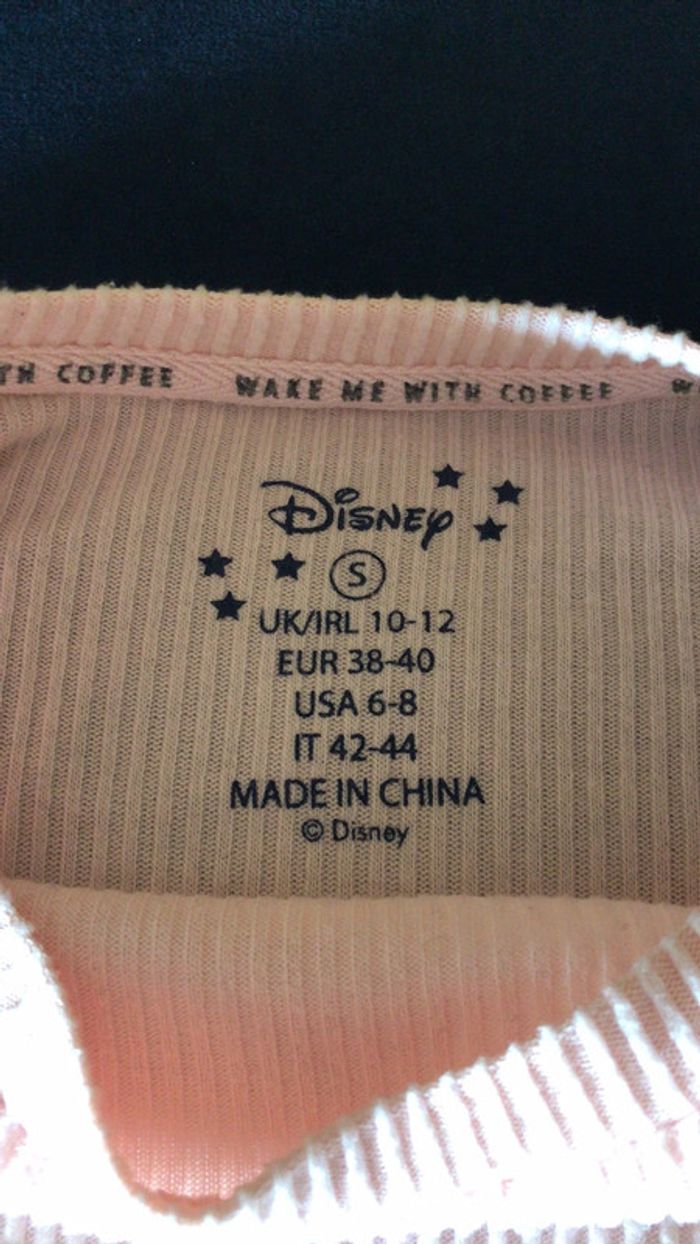 TH COFFEE WAKE ME WITH COFFEE W
Disney
S
UK/IRL 10-12
EUR 38-40
USA 6-8
IT 42-44
MADE IN CHINA
© Disney